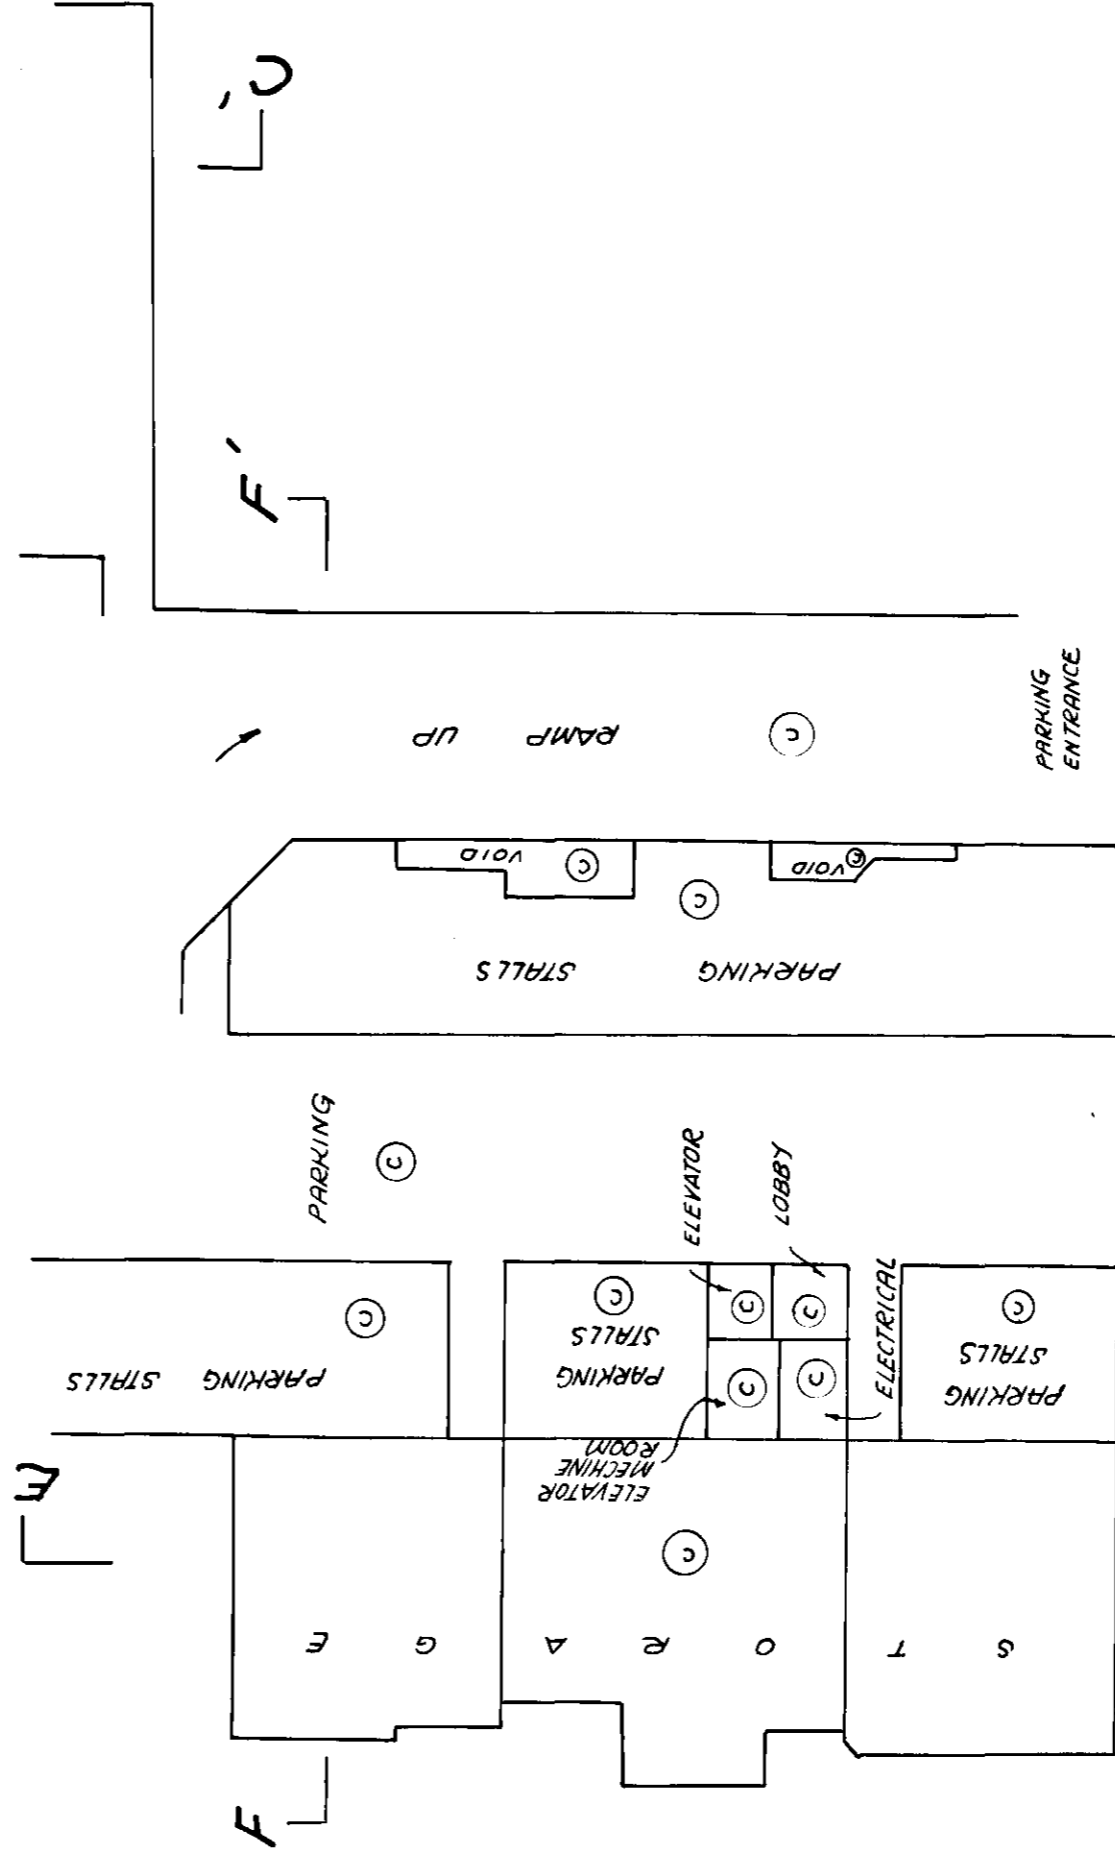 C'
F'
RAMP UP
C
PARKING
ENTRANCE
VOID
C
VOID
C
C
PARKING
STALLS
PARKING
C
ELEVATOR
LOBBY
C
PARKING STALLS
C
PARKING
STALLS
C
C
C
C
ELECTRICAL
C
PARKING
STALLS
ELEVATOR
MECHINE
ROOM
E
C
STORAGE
F